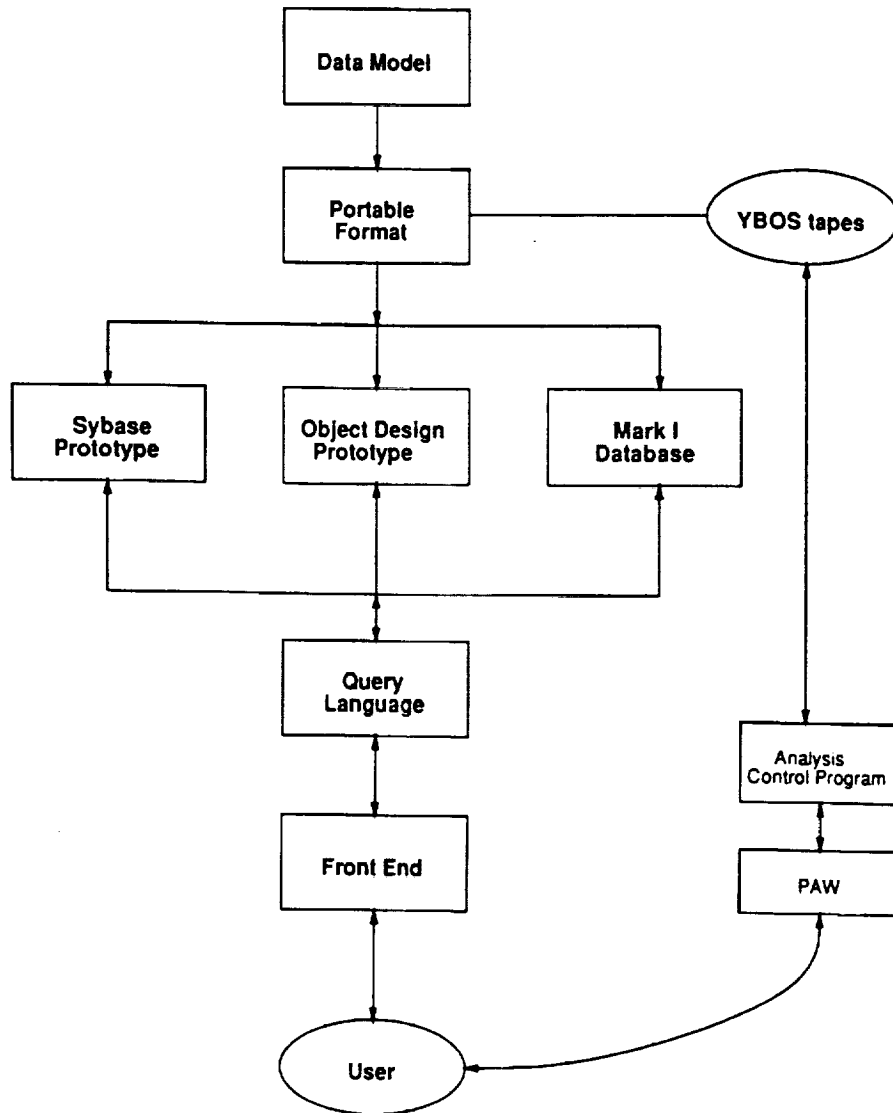 Data Model
Portable
Format
YBOS tapes
Sybase
Prototype
Object Design
Prototype
Mark I
Database
Query
Language
Analysis
Control Program
Front End
PAW
User